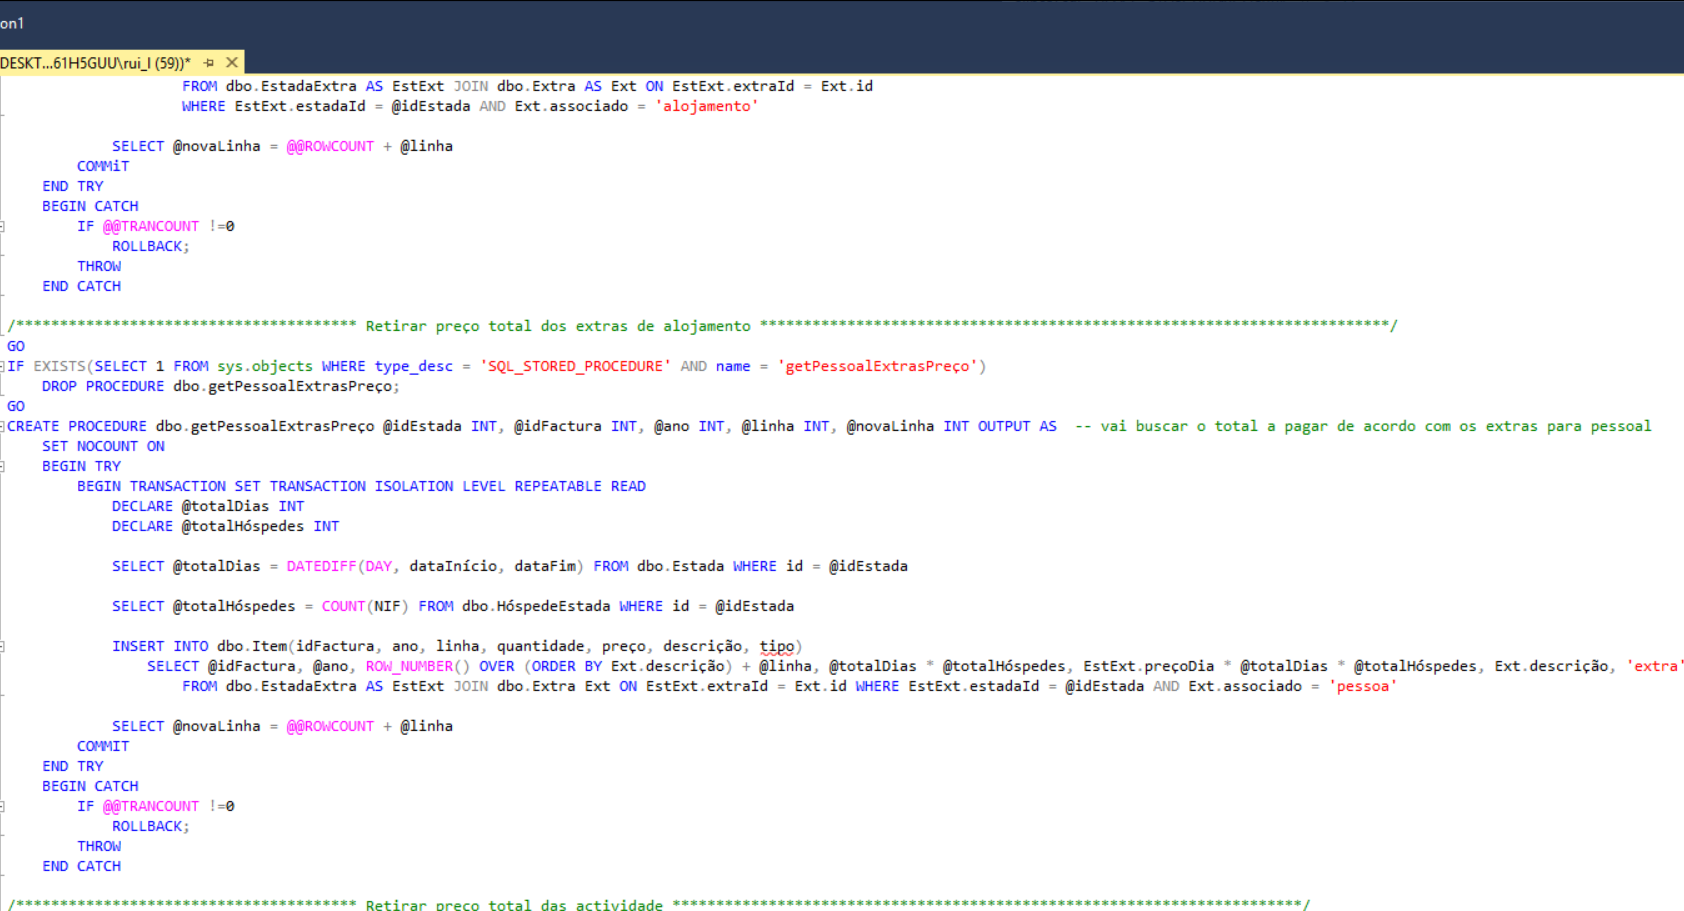 on1
DESKT...61H5GUU\rui_l (59))*
FROM dbo.EstadaExtra AS EstExt JOIN dbo.Extra AS Ext ON EstExt.extraId = Ext.id
WHERE EstExt.estadaId = @idEstada AND Ext.associado = 'alojamento'
SELECT @novaLinha = @@ROWCOUNT + @linha
COMMiT
END TRY
BEGIN CATCH
IF @@TRANCOUNT !=0
ROLLBACK;
THROW
END CATCH
/*************************************** Retirar preço total dos extras de alojamento ************************************************************************/
GO
IF EXISTS(SELECT 1 FROM sys.objects WHERE type_desc = 'SQL_STORED_PROCEDURE' AND name = 'getPessoalExtrasPreço')
DROP PROCEDURE dbo.getPessoalExtrasPreço;
GO
CREATE PROCEDURE dbo.getPessoalExtrasPreço @idEstada INT, @idFactura INT, @ano INT, @linha INT, @novaLinha INT OUTPUT AS -- vai buscar o total a pagar de acordo com os extras para pessoal
SET NOCOUNT ON
BEGIN TRY
BEGIN TRANSACTION SET TRANSACTION ISOLATION LEVEL REPEATABLE READ
DECLARE @totalDias INT
DECLARE @totalHóspedes INT
SELECT @totalDias = DATEDIFF(DAY, dataInício, dataFim) FROM dbo.Estada WHERE id = @idEstada
SELECT @totalHóspedes = COUNT(NIF) FROM dbo.HóspedeEstada WHERE id = @idEstada
INSERT INTO dbo.Item(idFactura, ano, linha, quantidade, preço, descrição, tipo)
SELECT @idFactura, @ano, ROW_NUMBER() OVER (ORDER BY Ext.descrição) + @linha, @totalDias * @totalHóspedes, EstExt.preçoDia * @totalDias * @totalHóspedes, Ext.descrição, 'extra'
FROM dbo.EstadaExtra AS EstExt JOIN dbo.Extra Ext ON EstExt.extraId = Ext.id WHERE EstExt.estadaId = @idEstada AND Ext.associado = 'pessoa'
SELECT @novaLinha = @@ROWCOUNT + @linha
COMMIT
END TRY
BEGIN CATCH
IF @@TRANCOUNT !=0
ROLLBACK;
THROW
END CATCH
/*************************************** Retirar preço total das actividade ************************************************************************/